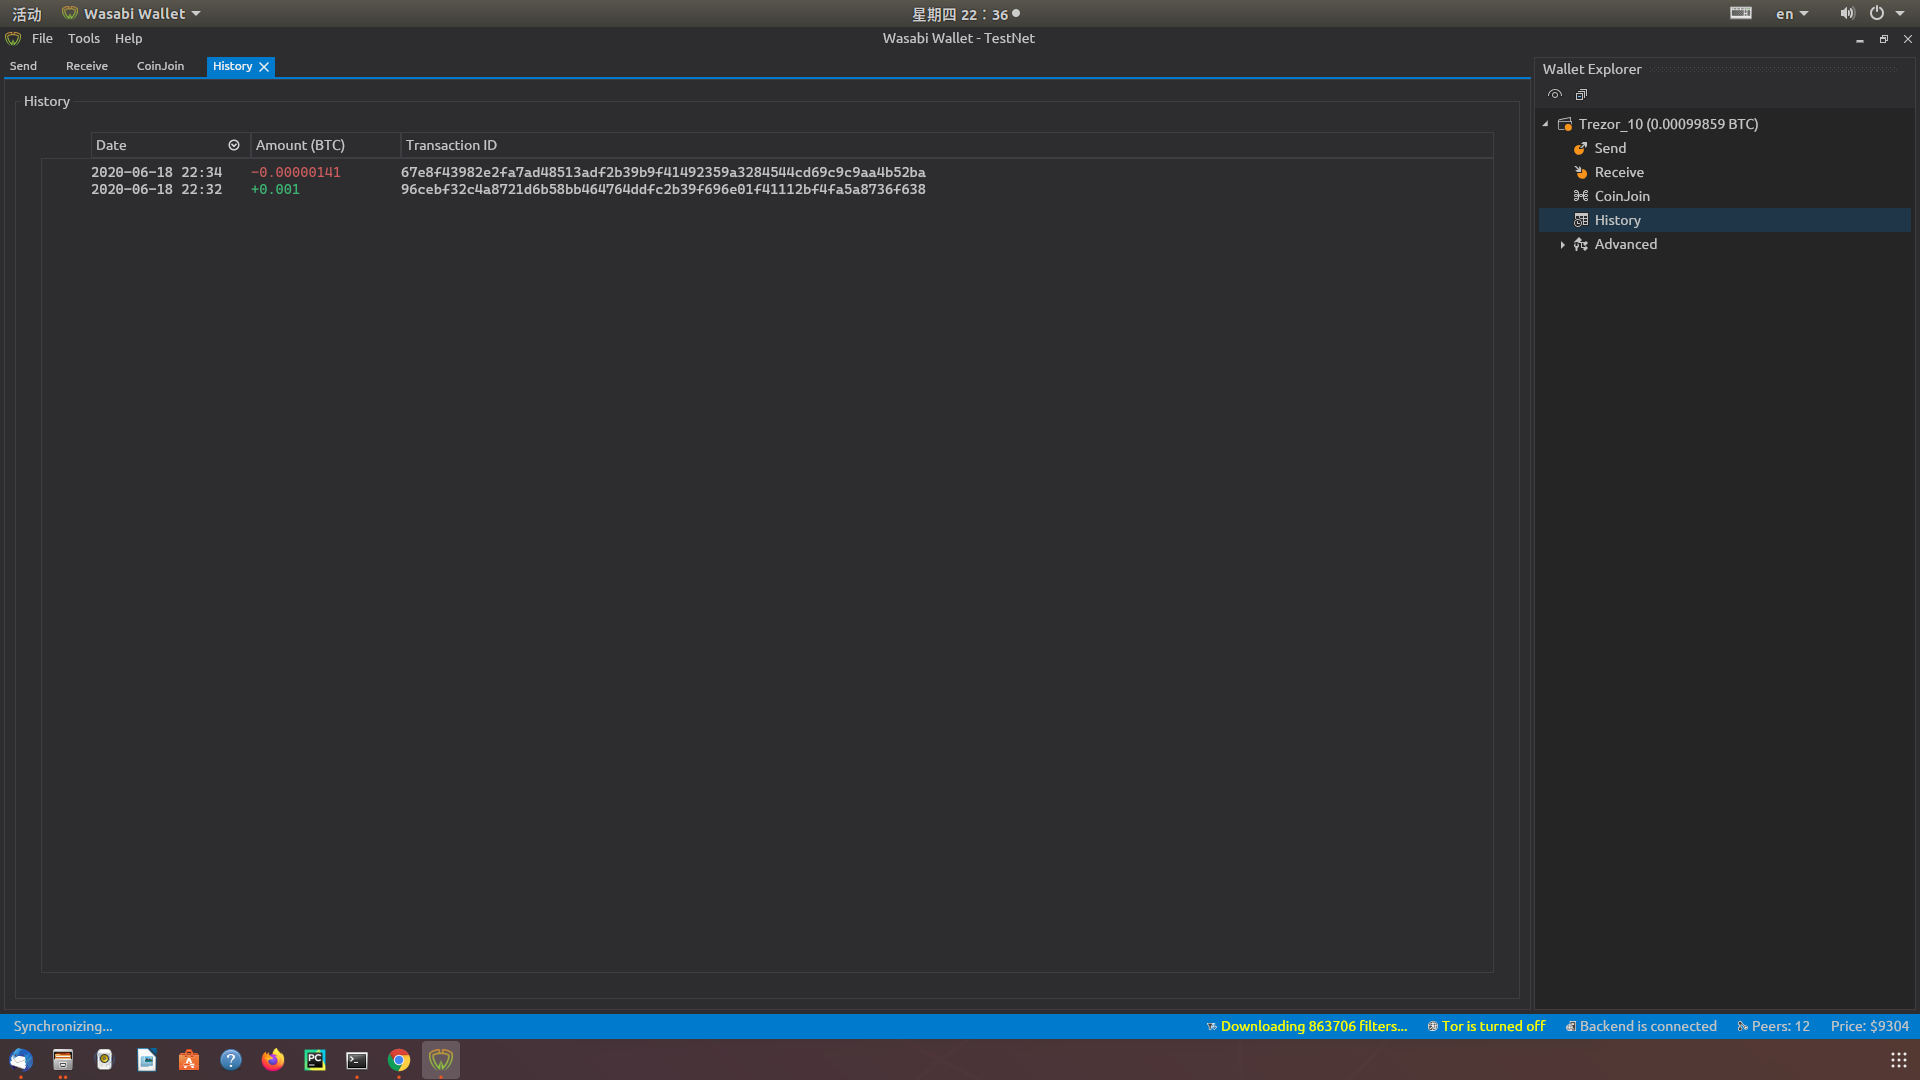 活动 Wasabi Wallet 星期四 22：36 en
File Tools Help Wasabi Wallet - TestNet
Send Receive CoinJoin History
Wallet Explorer
History
Date Amount (BTC) Transaction ID
2020-06-18 22:34 -0.00000141 67e8f43982e2fa7ad48513adf2b39b9f41492359a3284544cd69c9c9aa4b52ba
2020-06-18 22:32 +0.001 96cebf32c4a8721d6b58bb464764ddfc2b39f696e01f41112bf4fa5a8736f638
Trezor_10 (0.00099859 BTC)
Send
Receive
CoinJoin
History
Advanced
Synchronizing... Downloading 863706 filters... Tor is turned off Backend is connected Peers: 12 Price: $9304